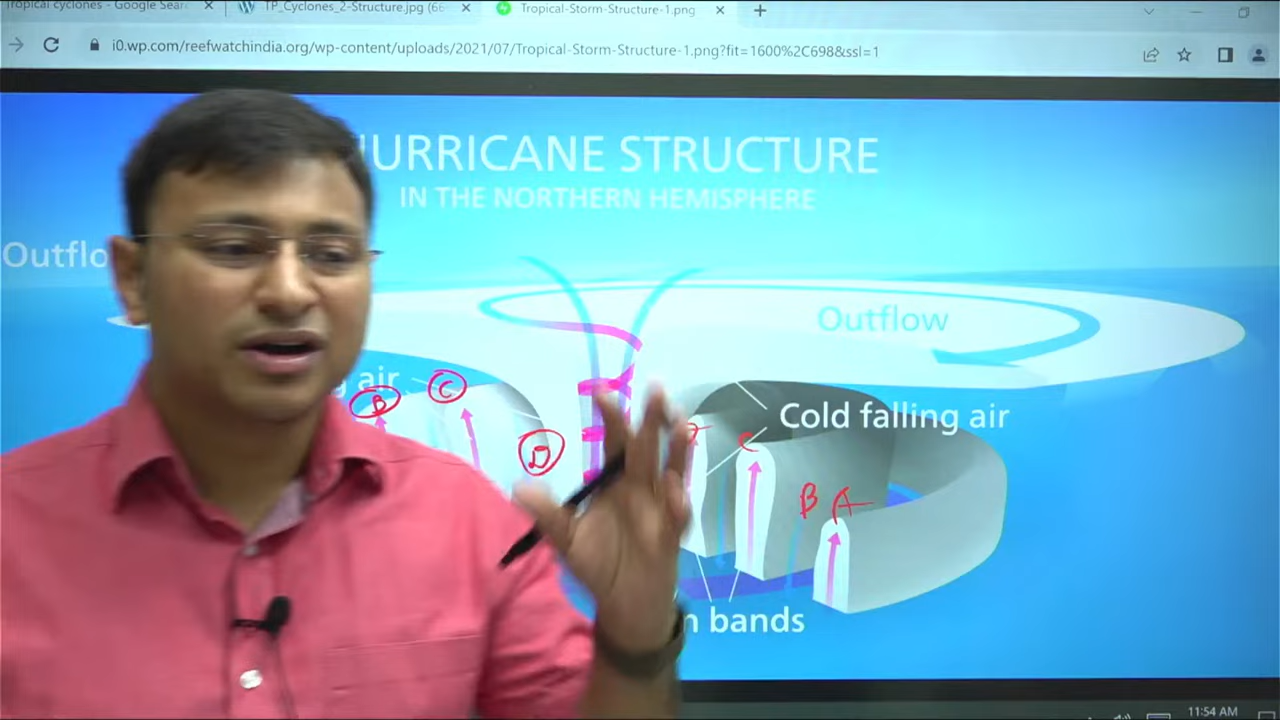 Tropical cyclones - Google Sear
TP_Cyclones_2-Structure.jpg (66
Tropical-Storm-Structure-1.png
i0.wp.com/reefwatchindia.org/wp-content/uploads/2021/07/Tropical-Storm-Structure-1.png?fit=1600%2C698&ssl=1
HURRICANE STRUCTURE
IN THE NORTHERN HEMISPHERE
Outflo
Outflow
g air
Cold falling air
B
C
D
C
B A
n bands
11:54 AM